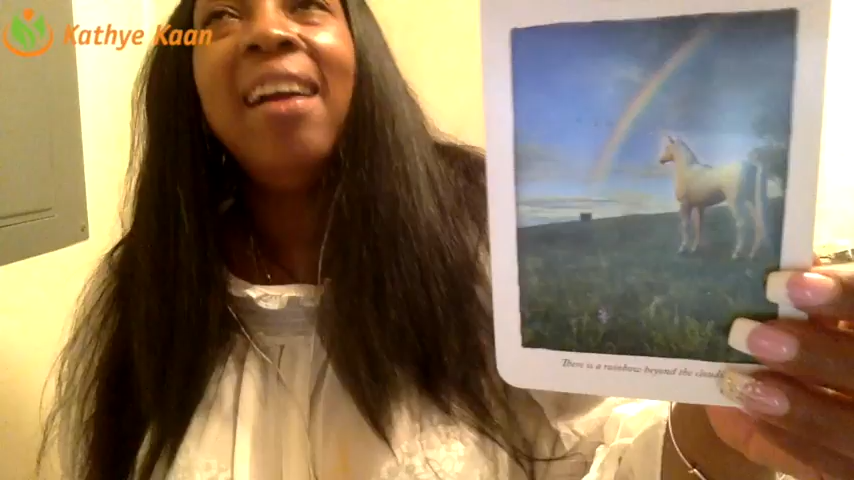 Kathye Kaan
There is a rainbow beyond the clouds